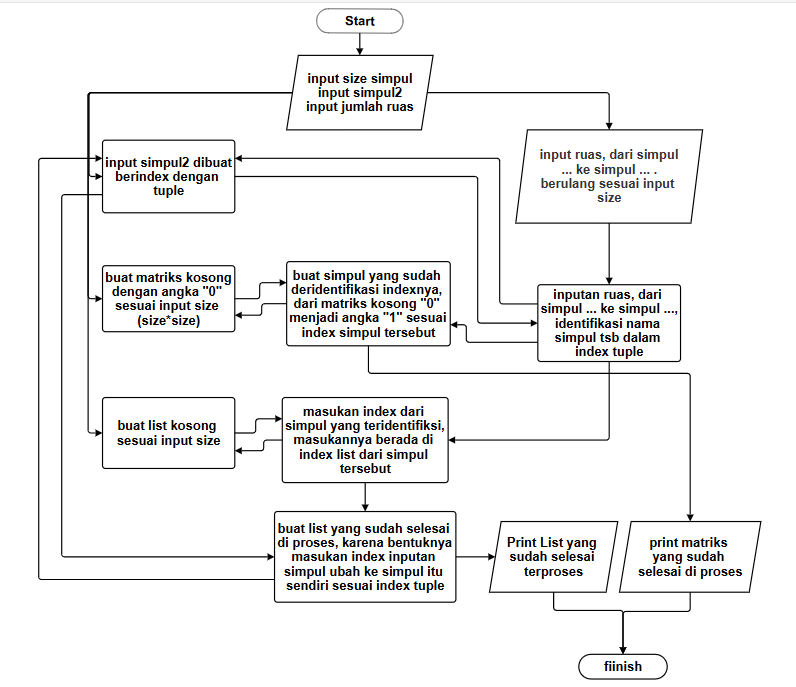 Start
input size simpul
input simpul2
input jumlah ruas
input ruas, dari simpul
... ke simpul ... .
berulang sesuai input
size
input simpul2 dibuat
berindex dengan
tuple
buat matriks kosong
dengan angka "0"
sesuai input size
(size*size)
buat simpul yang sudah
deridentifikasi indexnya,
dari matriks kosong "0"
menjadi angka "1" sesuai
index simpul tersebut
inputan ruas, dari
simpul ... ke simpul ...,
identifikasi nama
simpul tsb dalam
index tuple
buat list kosong
sesuai input size
masukan index dari
simpul yang teridentifiksi,
masukannya berada di
index list dari simpul
tersebut
buat list yang sudah selesai
di proses, karena bentuknya
masukan index inputan
simpul ubah ke simpul itu
sendiri sesuai index tuple
Print List yang
sudah selesai
terproses
print matriks
yang sudah
selesai di proses
fiinish